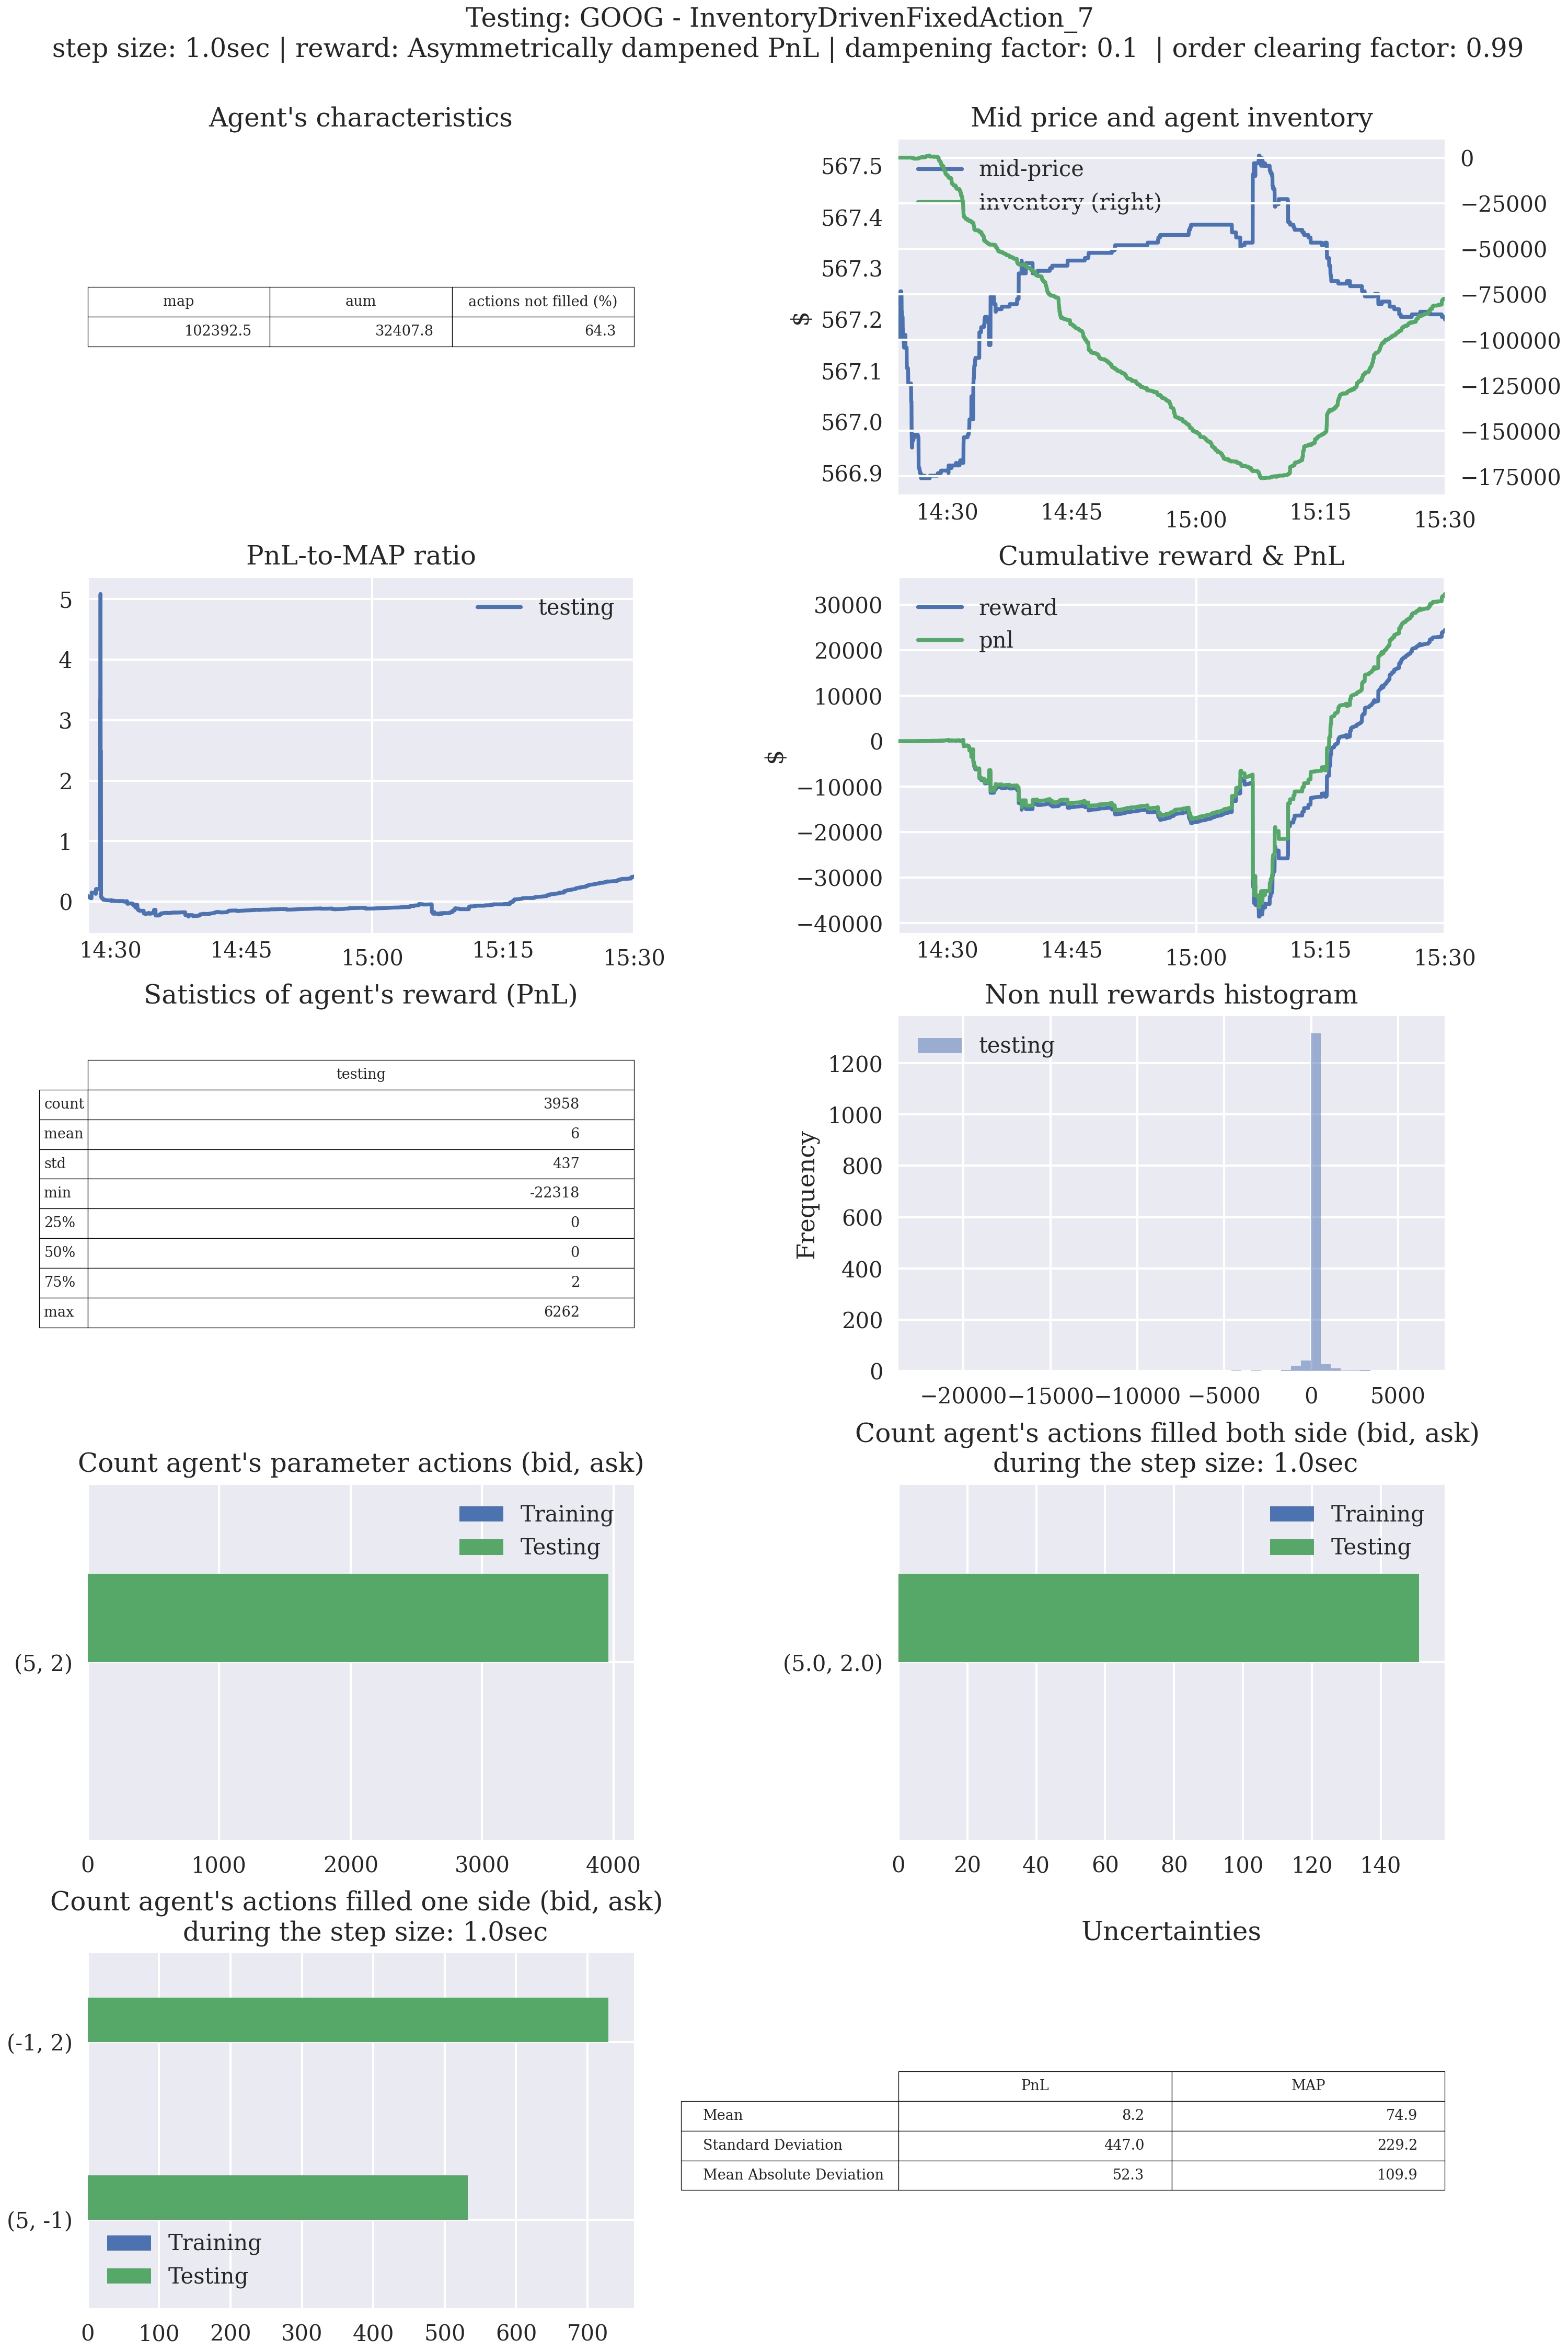 Testing: GOOG - InventoryDrivenFixedAction_7
step size: 1.0sec | reward: Asymmetrically dampened PnL | dampening factor: 0.1 | order clearing factor: 0.99
Agent's characteristics
map aum actions not filled (%)
102392.5 32407.8 64.3
Mid price and agent inventory
mid-price
inventory (right)
$
567.5
567.4
567.3
567.2
567.1
567.0
566.9
0
−25000
−50000
−75000
−100000
−125000
−150000
−175000
14:30 14:45 15:00 15:15 15:30
PnL-to-MAP ratio
testing
5
4
3
2
1
0
14:30 14:45 15:00 15:15 15:30
Cumulative reward & PnL
reward
pnl
$
30000
20000
10000
0
−10000
−20000
−30000
−40000
14:30 14:45 15:00 15:15 15:30
Satistics of agent's reward (PnL)
testing
count 3958
mean 6
std 437
min -22318
25% 0
50% 0
75% 2
max 6262
Non null rewards histogram
testing
Frequency
1200
1000
800
600
400
200
0
−20000 −15000 −10000 −5000 0 5000
Count agent's parameter actions (bid, ask)
Training
Testing
(5, 2)
0 1000 2000 3000 4000
Count agent's actions filled both side (bid, ask)
during the step size: 1.0sec
Training
Testing
(5.0, 2.0)
0 20 40 60 80 100 120 140
Count agent's actions filled one side (bid, ask)
during the step size: 1.0sec
(-1, 2)
(5, -1)
Training
Testing
0 100 200 300 400 500 600 700
Uncertainties
PnL MAP
Mean 8.2 74.9
Standard Deviation 447.0 229.2
Mean Absolute Deviation 52.3 109.9